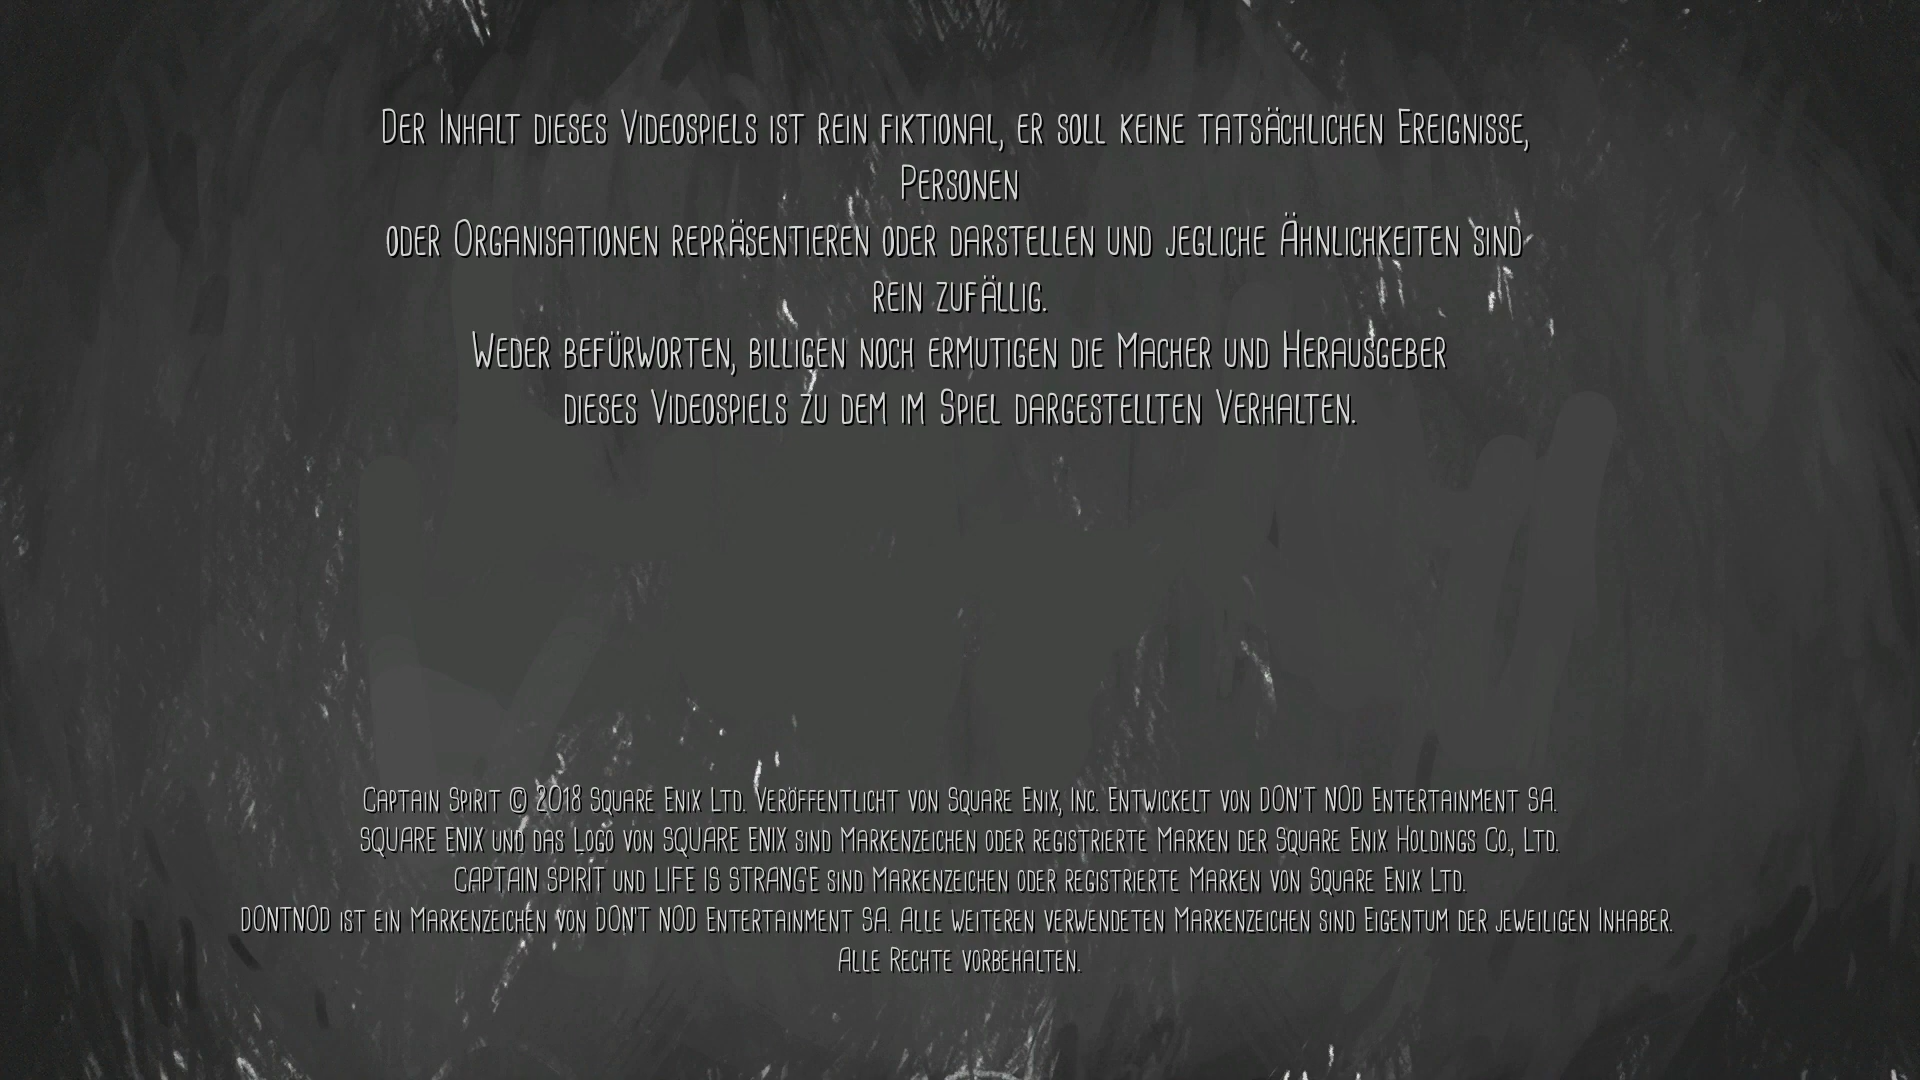 Der Inhalt dieses Videospiels ist rein fiktional, er soll keine tatsächlichen Ereignisse,
Personen
oder Organisationen repräsentieren oder darstellen und jegliche Ähnlichkeiten sind
rein zufällig.
Weder befürworten, billigen noch ermutigen die Macher und Herausgeber
dieses Videospiels zu dem im Spiel dargestellten Verhalten.
Captain Spirit © 2018 Square Enix Ltd. Veröffentlicht von Square Enix, Inc. Entwickelt von DON'T NOD Entertainment SA.
SQUARE ENIX und das Logo von SQUARE ENIX sind Markenzeichen oder registrierte Marken der Square Enix Holdings Co., Ltd.
CAPTAIN SPIRIT und LIFE IS STRANGE sind Markenzeichen oder registrierte Marken von Square Enix Ltd.
DONTNOD ist ein Markenzeichen von DON'T NOD Entertainment SA. Alle weiteren verwendeten Markenzeichen sind Eigentum der jeweiligen Inhaber.
Alle Rechte vorbehalten.